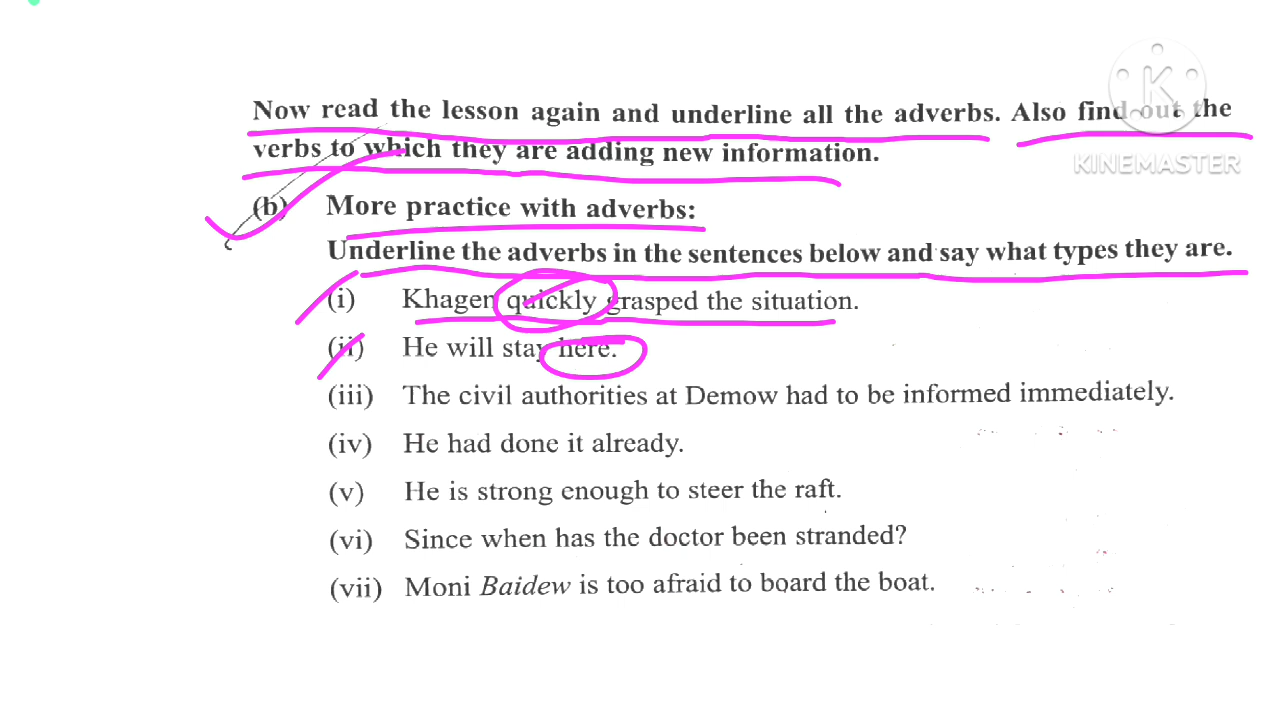 Now read the lesson again and underline all the adverbs. Also find out the
verbs to which they are adding new information.
(b) More practice with adverbs:
Underline the adverbs in the sentences below and say what types they are.
(i) Khagen quickly grasped the situation.
(ii) He will stay here.
(iii) The civil authorities at Demow had to be informed immediately.
(iv) He had done it already.
(v) He is strong enough to steer the raft.
(vi) Since when has the doctor been stranded?
(vii) Moni Baidew is too afraid to board the boat.
K
KINEMASTER